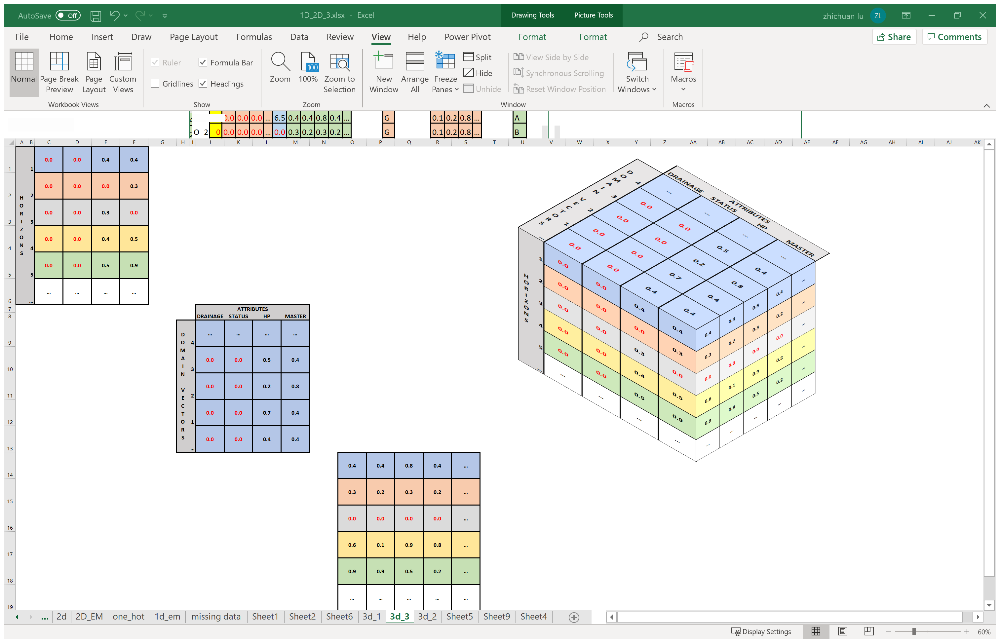 AutoSave Off 1D_2D_3.xlsx - Excel Drawing Tools Picture Tools zhichuan lu ZL
File Home Insert Draw Page Layout Formulas Data Review View Help Power Pivot Format Format Search Share Comments
Normal Page Break Preview Page Layout Custom Views
Workbook Views
Ruler Formula Bar
Gridlines Headings
Show
Zoom 100 100% Zoom to Selection
Zoom
New Window Arrange All Freeze Panes
Split
Hide
Unhide
View Side by Side
Synchronous Scrolling
Reset Window Position
Switch Windows
Window
Macros
Macros
0.0 0.0 0.0 ... 6.5 0.4 0.4 0.8 0.4 ... G 0.1 0.2 0.8 ... A
O 2 0 0.0 0.0 0.0 ... 0.0 0.3 0.2 0.3 0.2 ... G 0.1 0.2 0.8 ... B
A B C D E F G H I J K L M N O P Q R S T U V W X Y Z AA AB AC AD AE AF AG AH AI AJ AK
1 2 3 4 5 6 7 8 9 10 11 12 13 14 15 16 17 18 19
HORIZONS
1 0.0 0.0 0.4 0.4
2 0.0 0.0 0.0 0.3
3 0.0 0.0 0.3 0.0
4 0.0 0.0 0.4 0.5
5 0.0 0.0 0.5 0.9
... ... ... ... ...
ATTRIBUTES
DRAINAGE STATUS HP MASTER
DOMAIN VECTORS
4 ... ... ... ...
3 0.0 0.0 0.5 0.4
2 0.0 0.0 0.2 0.8
1 0.0 0.0 0.7 0.4
... 0.0 0.0 0.4 0.4
0.4 0.4 0.8 0.4 ...
0.3 0.2 0.3 0.2 ...
0.0 0.0 0.0 0.0 ...
0.6 0.1 0.9 0.8 ...
0.9 0.9 0.5 0.2 ...
... ... ... ... ...
DOMAIN VECTORS
4 3 2 1 ...
ATTRIBUTES
DRAINAGE STATUS HP MASTER
... ... ... ...
0.0 0.0 0.5 0.4
0.0 0.0 0.2 0.8
0.0 0.0 0.7 0.4
0.0 0.0 0.4 0.4
HORIZONS
1 0.0 0.0 0.4 0.4
2 0.0 0.0 0.0 0.3
3 0.0 0.0 0.3 0.0
4 0.0 0.0 0.4 0.5
5 0.0 0.0 0.5 0.9
... ... ... ... ...
0.4 0.4 0.8 0.4 ...
0.3 0.2 0.3 0.2 ...
0.0 0.0 0.0 0.0 ...
0.6 0.1 0.9 0.8 ...
0.9 0.9 0.5 0.2 ...
... ... ... ... ...
... 2d 2D_EM one_hot 1d_em missing data Sheet1 Sheet2 Sheet6 3d_1 3d_3 3d_2 Sheet5 Sheet9 Sheet4
Display Settings 60%